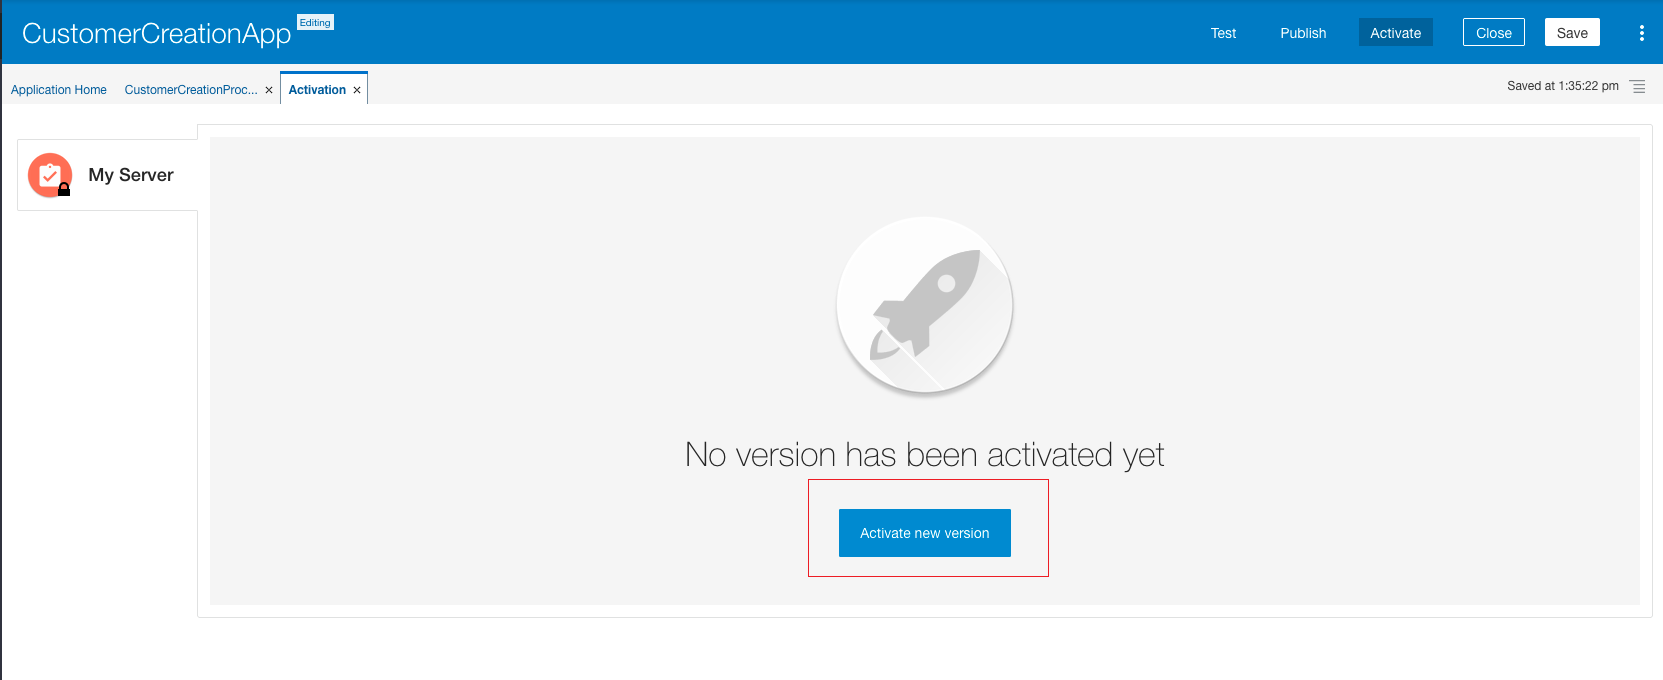 CustomerCreationApp Editing Test Publish Activate Close Save
Application Home CustomerCreationProc... Activation Saved at 1:35:22 pm
My Server
No version has been activated yet
Activate new version